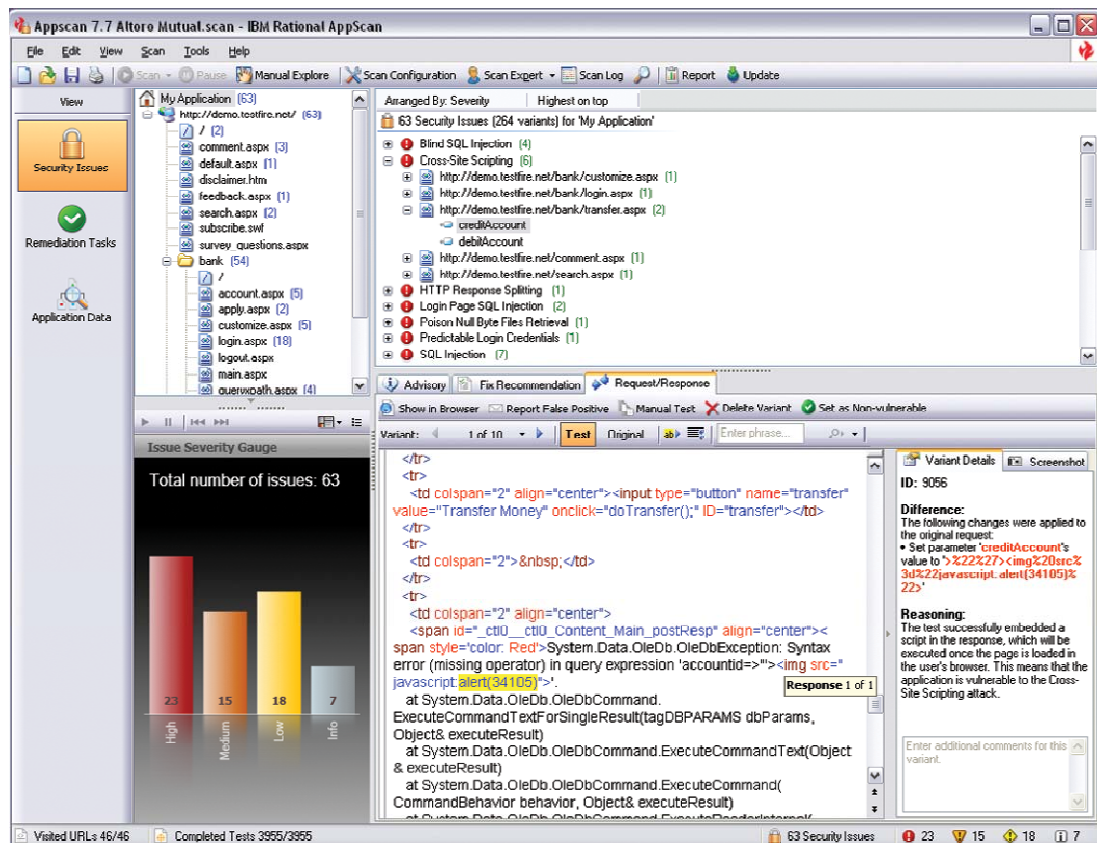 Appscan 7.7 Altoro Mutual.scan - IBM Rational AppScan
File Edit View Scan Tools Help
Scan Pause Manual Explore Scan Configuration Scan Expert Scan Log Report Update
View
Security Issues
Remediation Tasks
Application Data
My Application (63)
http://demo.testfire.net/ (63)
/ (2)
comment.aspx (3)
default.aspx (1)
disclaimer.htm
feedback.aspx (1)
search.aspx (2)
subscribe.swf
survey_questions.aspx
bank (54)
/
account.aspx (5)
apply.aspx (2)
customize.aspx (5)
login.aspx (18)
logout.aspx
main.aspx
queryxpath.aspx (4)
Issue Severity Gauge
Total number of issues: 63
23 15 18 7
High Medium Low Info
Arranged By: Severity Highest on top
63 Security Issues (264 variants) for 'My Application'
Blind SQL Injection (4)
Cross-Site Scripting (6)
http://demo.testfire.net/bank/customize.aspx (1)
http://demo.testfire.net/bank/login.aspx (1)
http://demo.testfire.net/bank/transfer.aspx (2)
creditAccount
debitAccount
http://demo.testfire.net/comment.aspx (1)
http://demo.testfire.net/search.aspx (1)
HTTP Response Splitting (1)
Login Page SQL Injection (2)
Poison Null Byte Files Retrieval (1)
Predictable Login Credentials (1)
SQL Injection (7)
Advisory Fix Recommendation Request/Response
Show in Browser Report False Positive Manual Test Delete Variant Set as Non-vulnerable
Variant: 1 of 10 Test Original ab Enter phrase...
</tr>
<tr>
<td colspan="2" align="center"><input type="button" name="transfer"
value="Transfer Money" onclick="doTransfer();" ID="transfer"></td>
</tr>
<tr>
<td colspan="2">&nbsp;</td>
</tr>
<tr>
<td colspan="2" align="center">
<span id="_ctl0__ctl0_Content_Main_postResp" align="center"><
span style='color: Red'>System.Data.OleDb.OleDbException: Syntax
error (missing operator) in query expression 'accountid=>"'><img src="
javascript:alert(34105)">'.
at System.Data.OleDb.OleDbCommand.
ExecuteCommandTextForSingleResult(tagDBPARAMS dbParams,
Object& executeResult)
at System.Data.OleDb.OleDbCommand.ExecuteCommandText(Object
& executeResult)
at System.Data.OleDb.OleDbCommand.ExecuteCommand(
CommandBehavior behavior, Object& executeResult)
at System.Data.OleDb.OleDbCommand.ExecuteReaderInternal(
Response 1 of 1
Variant Details Screenshot
ID: 9056
Difference:
The following changes were applied to
the original request:
• Set parameter 'creditAccount's
value to '>%22%27><img%20src%
3d%22javascript:alert(34105)%
22>'
Reasoning:
The test successfully embedded a
script in the response, which will be
executed once the page is loaded
in the user's browser. This means that the
application is vulnerable to the Cross-
Site Scripting attack.
Enter additional comments for this
variant.
Visited URLs 46/46 Completed Tests 3955/3955 63 Security Issues 23 15 18 7